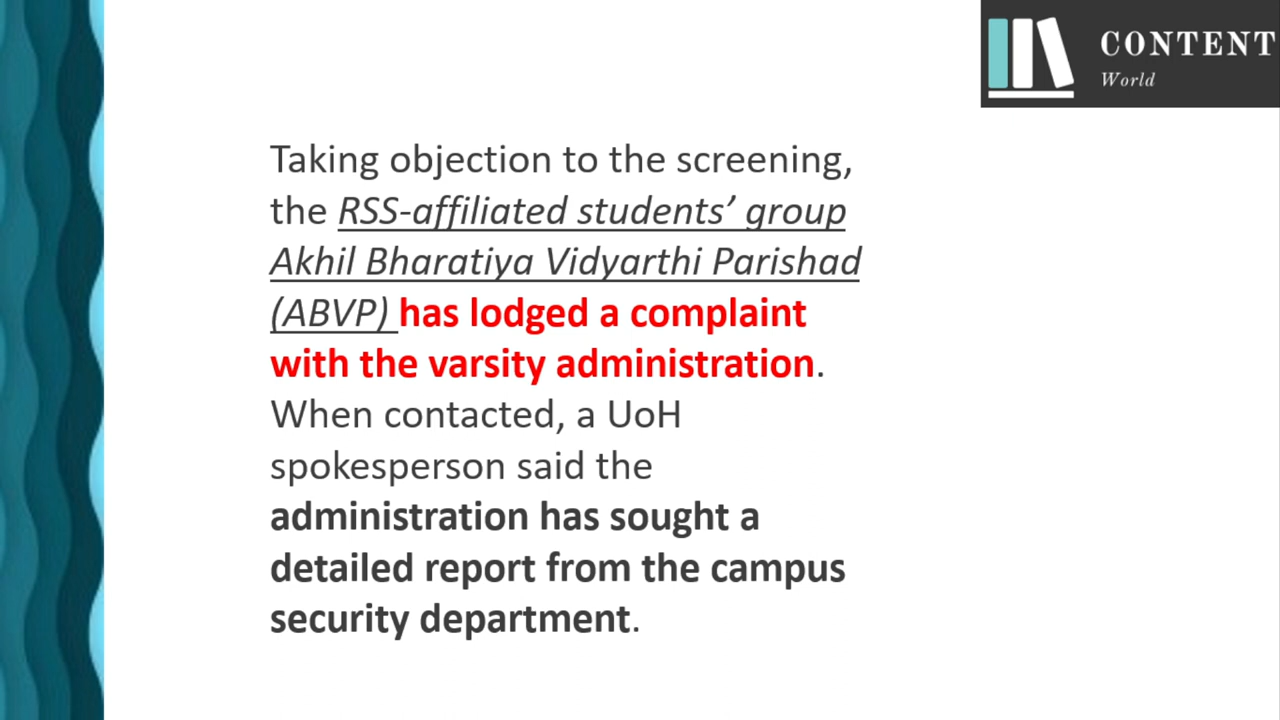 CONTENT
World
Taking objection to the screening,
the RSS-affiliated students’ group
Akhil Bharatiya Vidyarthi Parishad
(ABVP) has lodged a complaint
with the varsity administration.
When contacted, a UoH
spokesperson said the
administration has sought a
detailed report from the campus
security department.